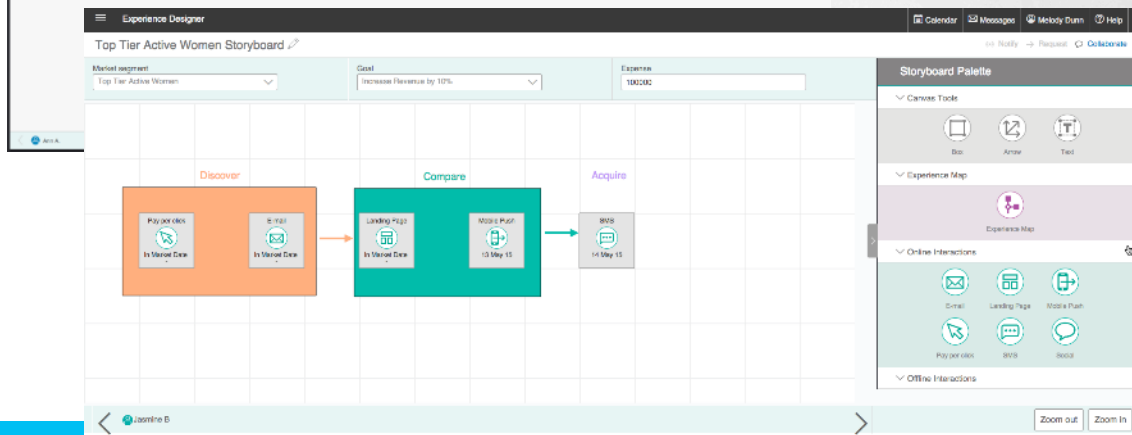 Experience Designer
Calendar
Messages
Melody Dunn
Help
Top Tier Active Women Storyboard
Notify
Request
Collaborate
Market segment
Top Tier Active Women
Goal
Increase Revenue by 10%
Expense
100000
Storyboard Palette
Canvas Tools
Box
Arrow
Text
Experience Map
Experience Map
Online Interactions
E-mail
Landing Page
Mobile Push
Pay per click
SMS
Social
Offline Interactions
Discover
Compare
Acquire
Pay per click
In Market Date
-
E-mail
In Market Date
-
Landing Page
In Market Date
-
Mobile Push
13 May 15
SMS
14 May 15
Ann A
Jasmine B
Zoom out
Zoom in